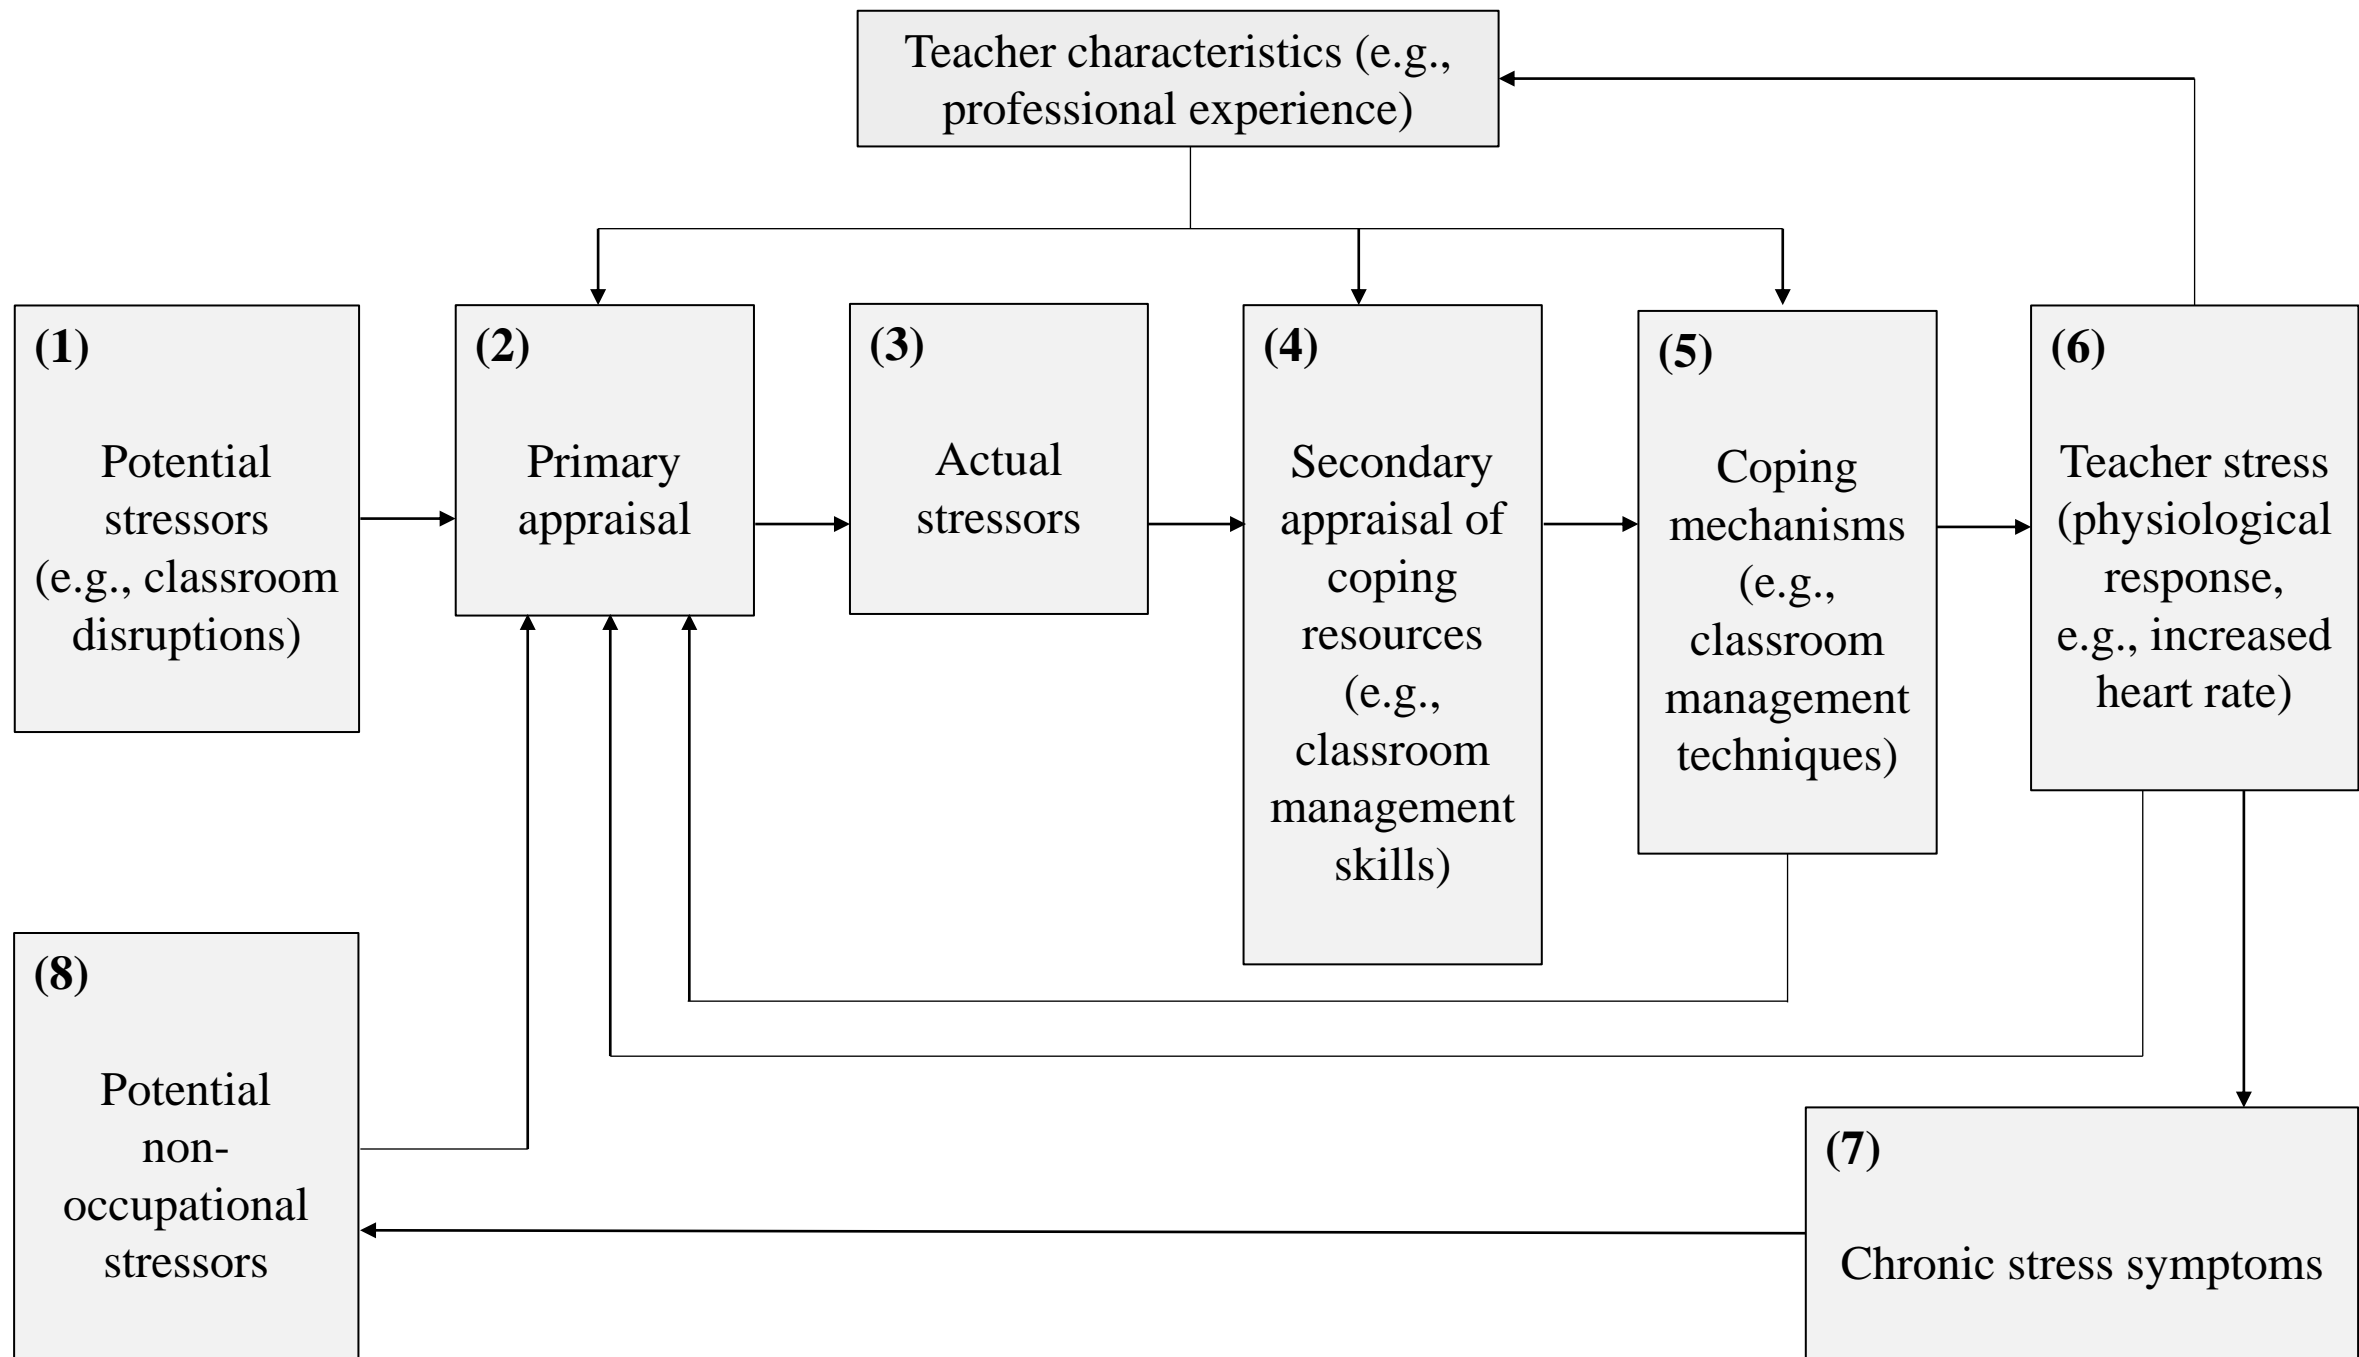 Teacher characteristics (e.g.,
professional experience)
(1)
Potential
stressors
(e.g., classroom
disruptions)
(2)
Primary
appraisal
(3)
Actual
stressors
(4)
Secondary
appraisal of
coping
resources
(e.g.,
classroom
management
skills)
(5)
Coping
mechanisms
(e.g.,
classroom
management
techniques)
(6)
Teacher stress
(physiological
response,
e.g., increased
heart rate)
(8)
Potential
non-
occupational
stressors
(7)
Chronic stress symptoms